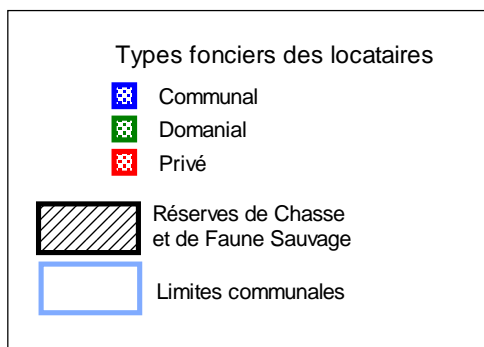 Types fonciers des locataires
Communal
Domanial
Privé
Réserves de Chasse
et de Faune Sauvage
Limites communales